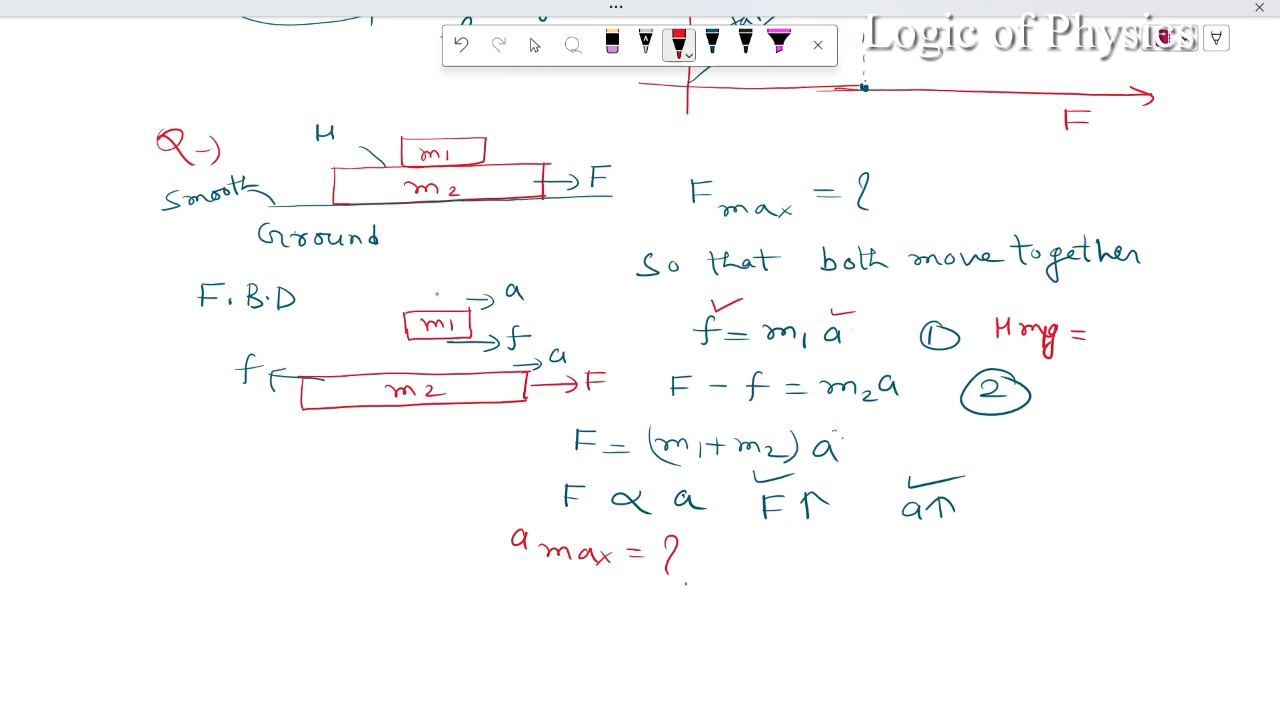 Logic of Physics
F
Q→
μ
m1
m2
F
Smooth
Ground
Fmax = ?
So that both move together
F.B.D
m1
a
f
f
m2
a
F
f = m1 a ①
μm1g =
F - f = m2a ②
F = (m1+m2) a
F ∝ a F↑ a↑
amax = ?